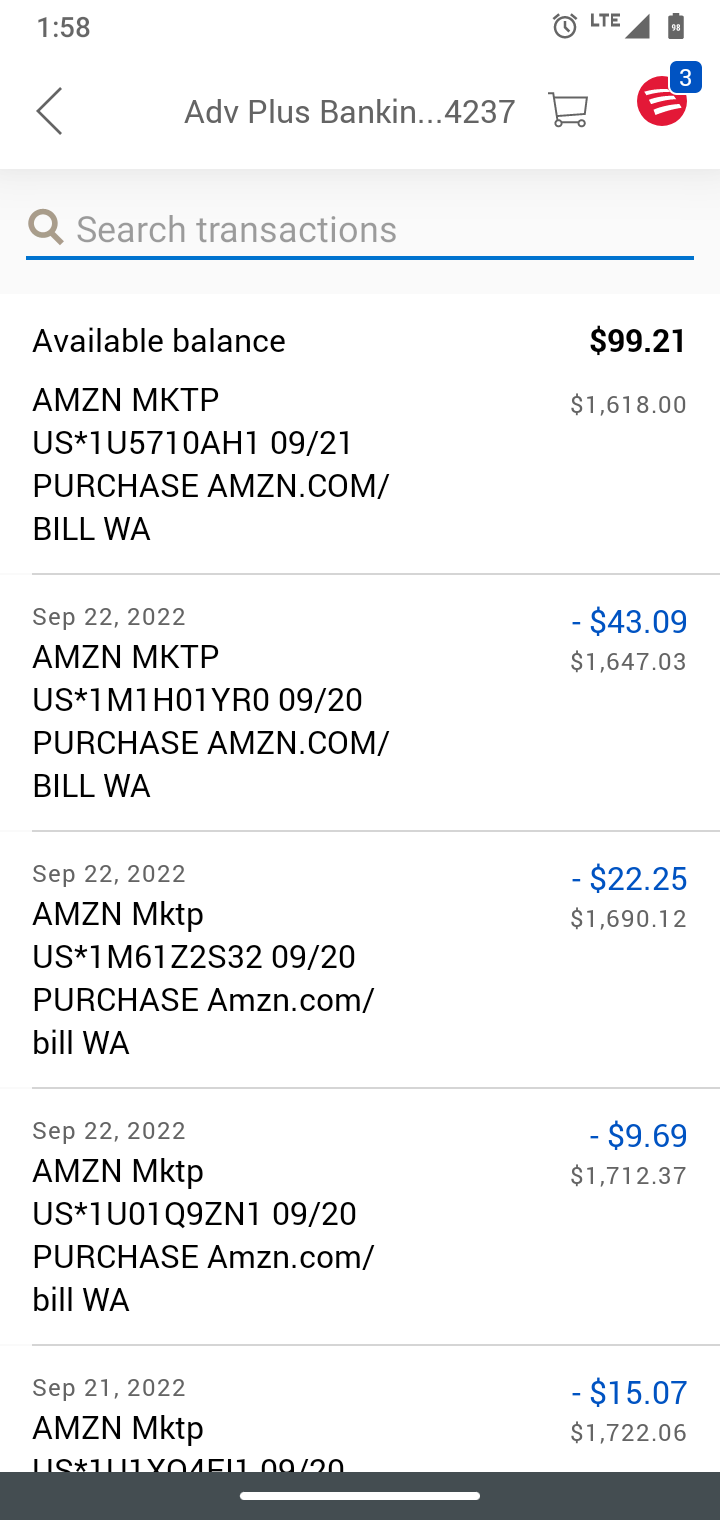 1:58
LTE
98
Adv Plus Bankin...4237
3
Search transactions
Available balance $99.21
AMZN MKTP $1,618.00
US*1U5710AH1 09/21
PURCHASE AMZN.COM/
BILL WA
Sep 22, 2022 - $43.09
AMZN MKTP $1,647.03
US*1M1H01YR0 09/20
PURCHASE AMZN.COM/
BILL WA
Sep 22, 2022 - $22.25
AMZN Mktp $1,690.12
US*1M61Z2S32 09/20
PURCHASE Amzn.com/
bill WA
Sep 22, 2022 - $9.69
AMZN Mktp $1,712.37
US*1U01Q9ZN1 09/20
PURCHASE Amzn.com/
bill WA
Sep 21, 2022 - $15.07
AMZN Mktp $1,722.06
09/20